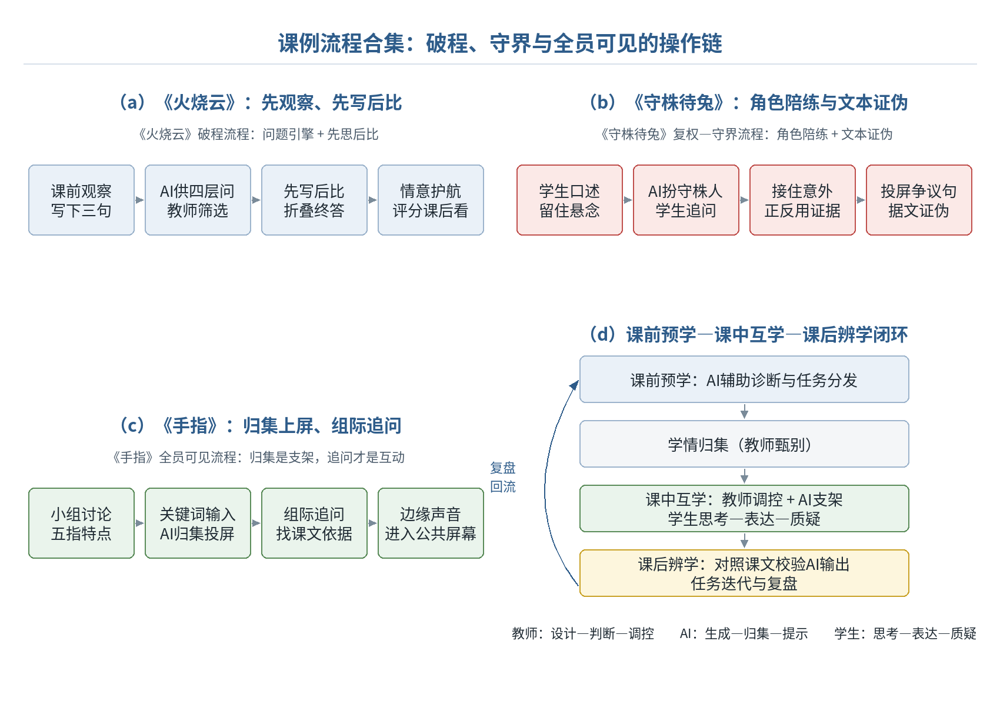 课例流程合集：破程、守界与全员可见的操作链
（a）《火烧云》：先观察、先写后比
《火烧云》破程流程：问题引擎 + 先思后比
课前观察
写下三句
AI供四层问
教师筛选
先写后比
折叠终答
情意护航
评分课后看
（b）《守株待兔》：角色陪练与文本证伪
《守株待兔》复权—守界流程：角色陪练 + 文本证伪
学生口述
留住悬念
AI扮守株人
学生追问
接住意外
正反用证据
投屏争议句
据文证伪
（c）《手指》：归集上屏、组际追问
《手指》全员可见流程：归集是支架，追问才是互动
小组讨论
五指特点
关键词输入
AI归集投屏
组际追问
找课文依据
边缘声音
进入公共屏幕
（d）课前预学—课中互学—课后辨学闭环
课前预学：AI辅助诊断与任务分发
学情归集（教师甄别）
课中互学：教师调控 + AI支架
学生思考—表达—质疑
课后辨学：对照课文校验AI输出
任务迭代与复盘
复盘
回流
教师：设计—判断—调控 AI：生成—归集—提示 学生：思考—表达—质疑